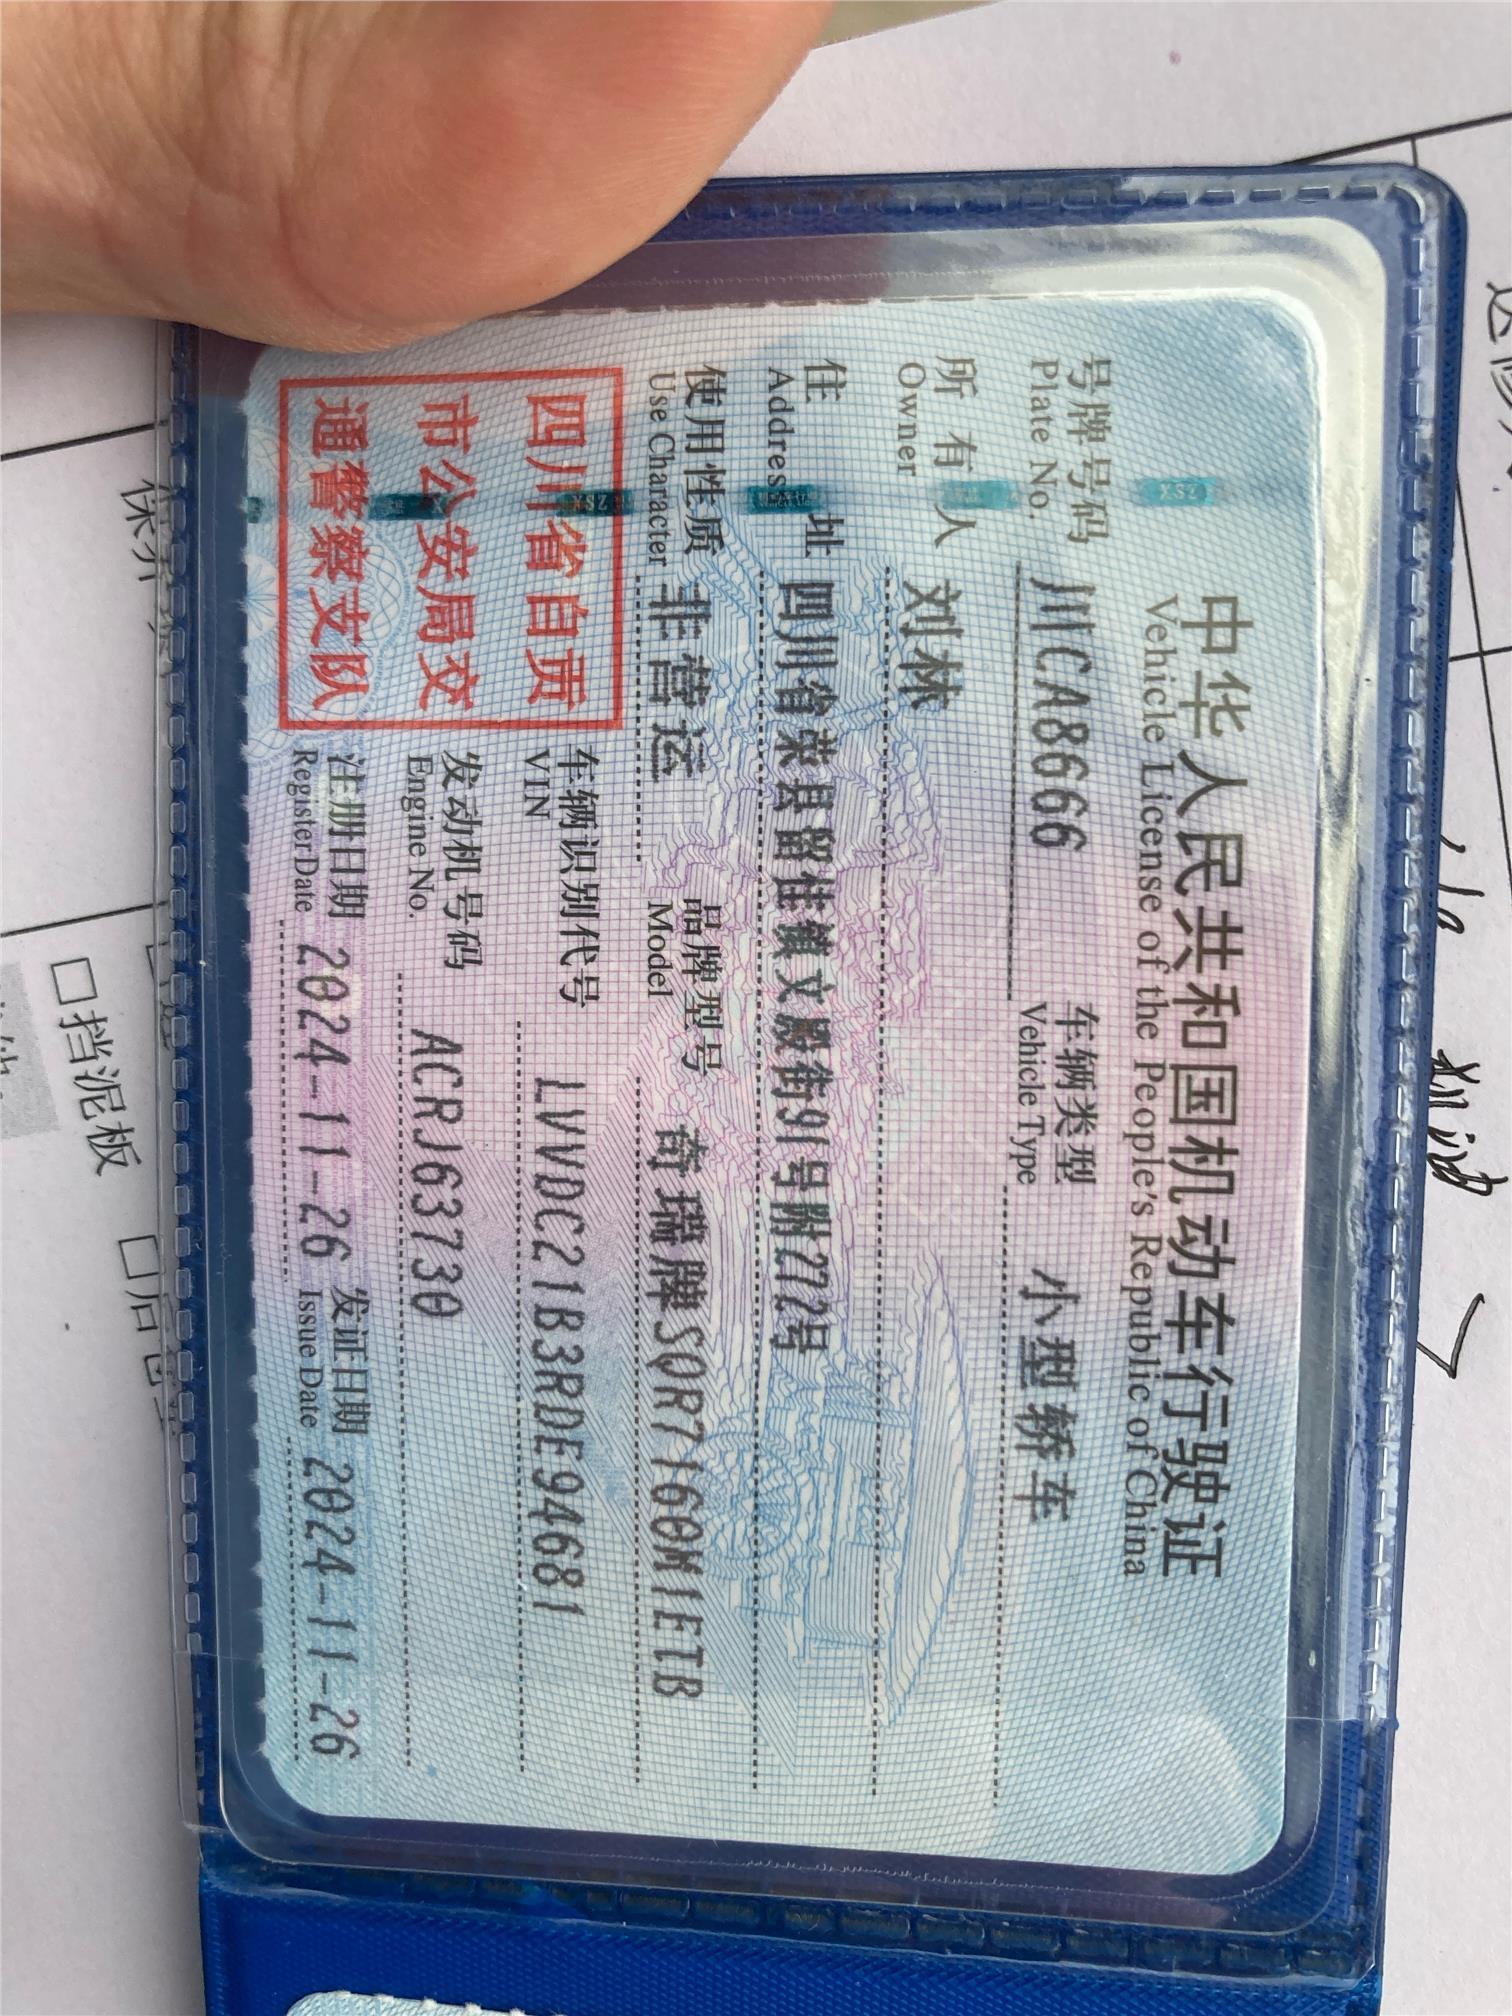 中华人民共和国机动车行驶证
Vehicle License of the People's Republic of China
号牌号码 川CA8666 车辆类型 小型轿车
Plate No. Vehicle Type
所有人 刘林
Owner
住址 四川省荣县留佳镇文殿街91号附272号
Address
使用性质 非营运 品牌型号 奇瑞牌SQR7160M1ETB
Use Character Model
四川省自贡
市公安局交
通警察支队
车辆识别代号 LVVDC21B3RDE94681
VIN
发动机号码 ACRJ63730
Engine No.
注册日期 2024-11-26 发证日期 2024-11-26
Register Date Issue Date
□挡泥板